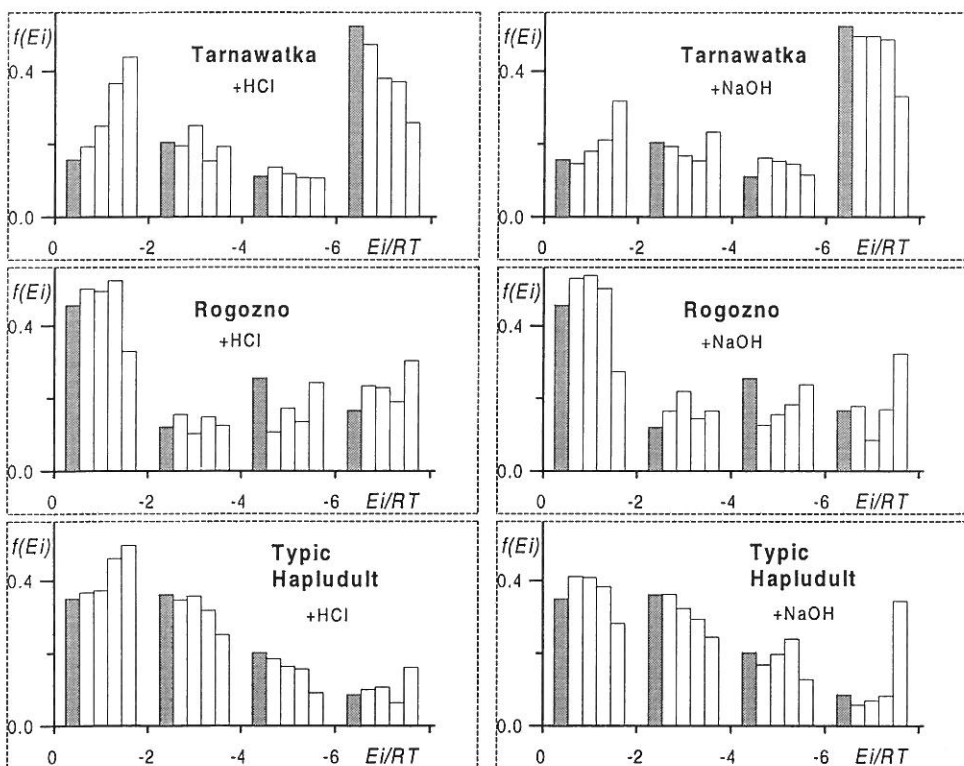 f(Ei)
0.4
0.0
Tarnawatka
+HCl
0 -2 -4 -6 Ei/RT
f(Ei)
0.4
0.0
Tarnawatka
+NaOH
0 -2 -4 -6 Ei/RT
f(Ei)
0.4
0.0
Rogozno
+HCl
0 -2 -4 -6 Ei/RT
f(Ei)
0.4
0.0
Rogozno
+NaOH
0 -2 -4 -6 Ei/RT
f(Ei)
0.4
0.0
Typic
Hapludult
+HCl
0 -2 -4 -6 Ei/RT
f(Ei)
0.4
0.0
Typic
Hapludult
+NaOH
0 -2 -4 -6 Ei/RT